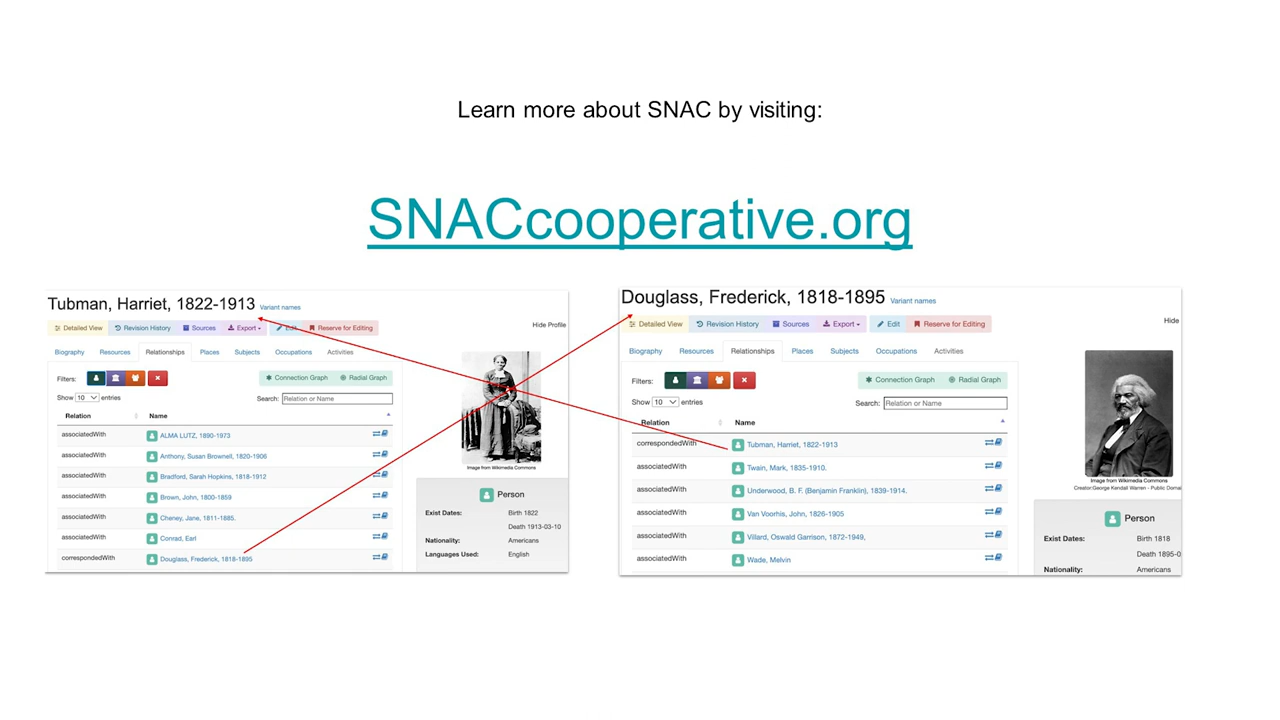 Learn more about SNAC by visiting:
SNACcooperative.org
Tubman, Harriet, 1822-1913 Variant names
Detailed View Revision History Sources Export Edit Reserve for Editing
Hide Profile
Biography Resources Relationships Places Subjects Occupations Activities
Filters:
Connection Graph Radial Graph
Show 10 entries
Search: Relation or Name
Relation Name
associatedWith ALMA LUTZ, 1890-1973
associatedWith Anthony, Susan Brownell, 1820-1906
associatedWith Bradford, Sarah Hopkins, 1818-1912
associatedWith Brown, John, 1800-1859
associatedWith Cheney, Jane, 1811-1885.
associatedWith Conrad, Earl
correspondedWith Douglass, Frederick, 1818-1895
Image from Wikimedia Commons
Person
Exist Dates: Birth 1822
Death 1913-03-10
Nationality: Americans
Languages Used: English
Douglass, Frederick, 1818-1895 Variant names
Detailed View Revision History Sources Export Edit Reserve for Editing
Hide
Biography Resources Relationships Places Subjects Occupations Activities
Filters:
Connection Graph Radial Graph
Show 10 entries
Search: Relation or Name
Relation Name
correspondedWith Tubman, Harriet, 1822-1913
associatedWith Twain, Mark, 1835-1910.
associatedWith Underwood, B. F. (Benjamin Franklin), 1839-1914.
associatedWith Van Voorhis, John, 1826-1905
associatedWith Villard, Oswald Garrison, 1872-1949,
associatedWith Wade, Melvin
Image from Wikimedia Commons
Creator:George Kendall Warren - Public Doma
Person
Exist Dates: Birth 1818
Death 1895-0
Nationality: Americans